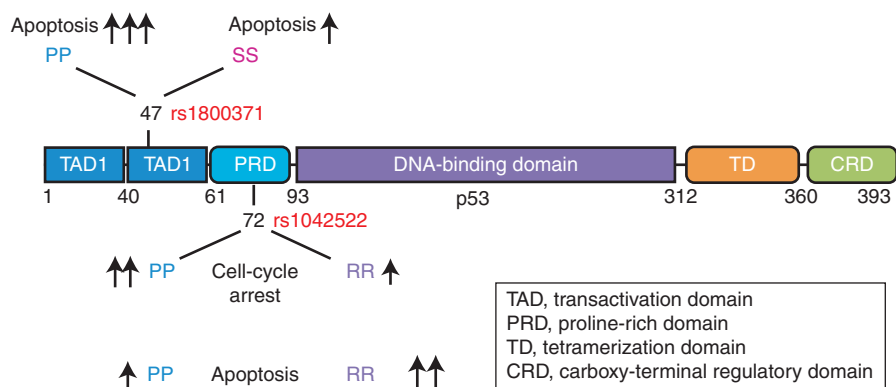 Apoptosis Apoptosis
PP SS
47 rs1800371
TAD1 TAD1 PRD DNA-binding domain TD CRD
1 40 61 93 p53 312 360 393
72 rs1042522
PP Cell-cycle arrest RR
PP Apoptosis RR
TAD, transactivation domain
PRD, proline-rich domain
TD, tetramerization domain
CRD, carboxy-terminal regulatory domain